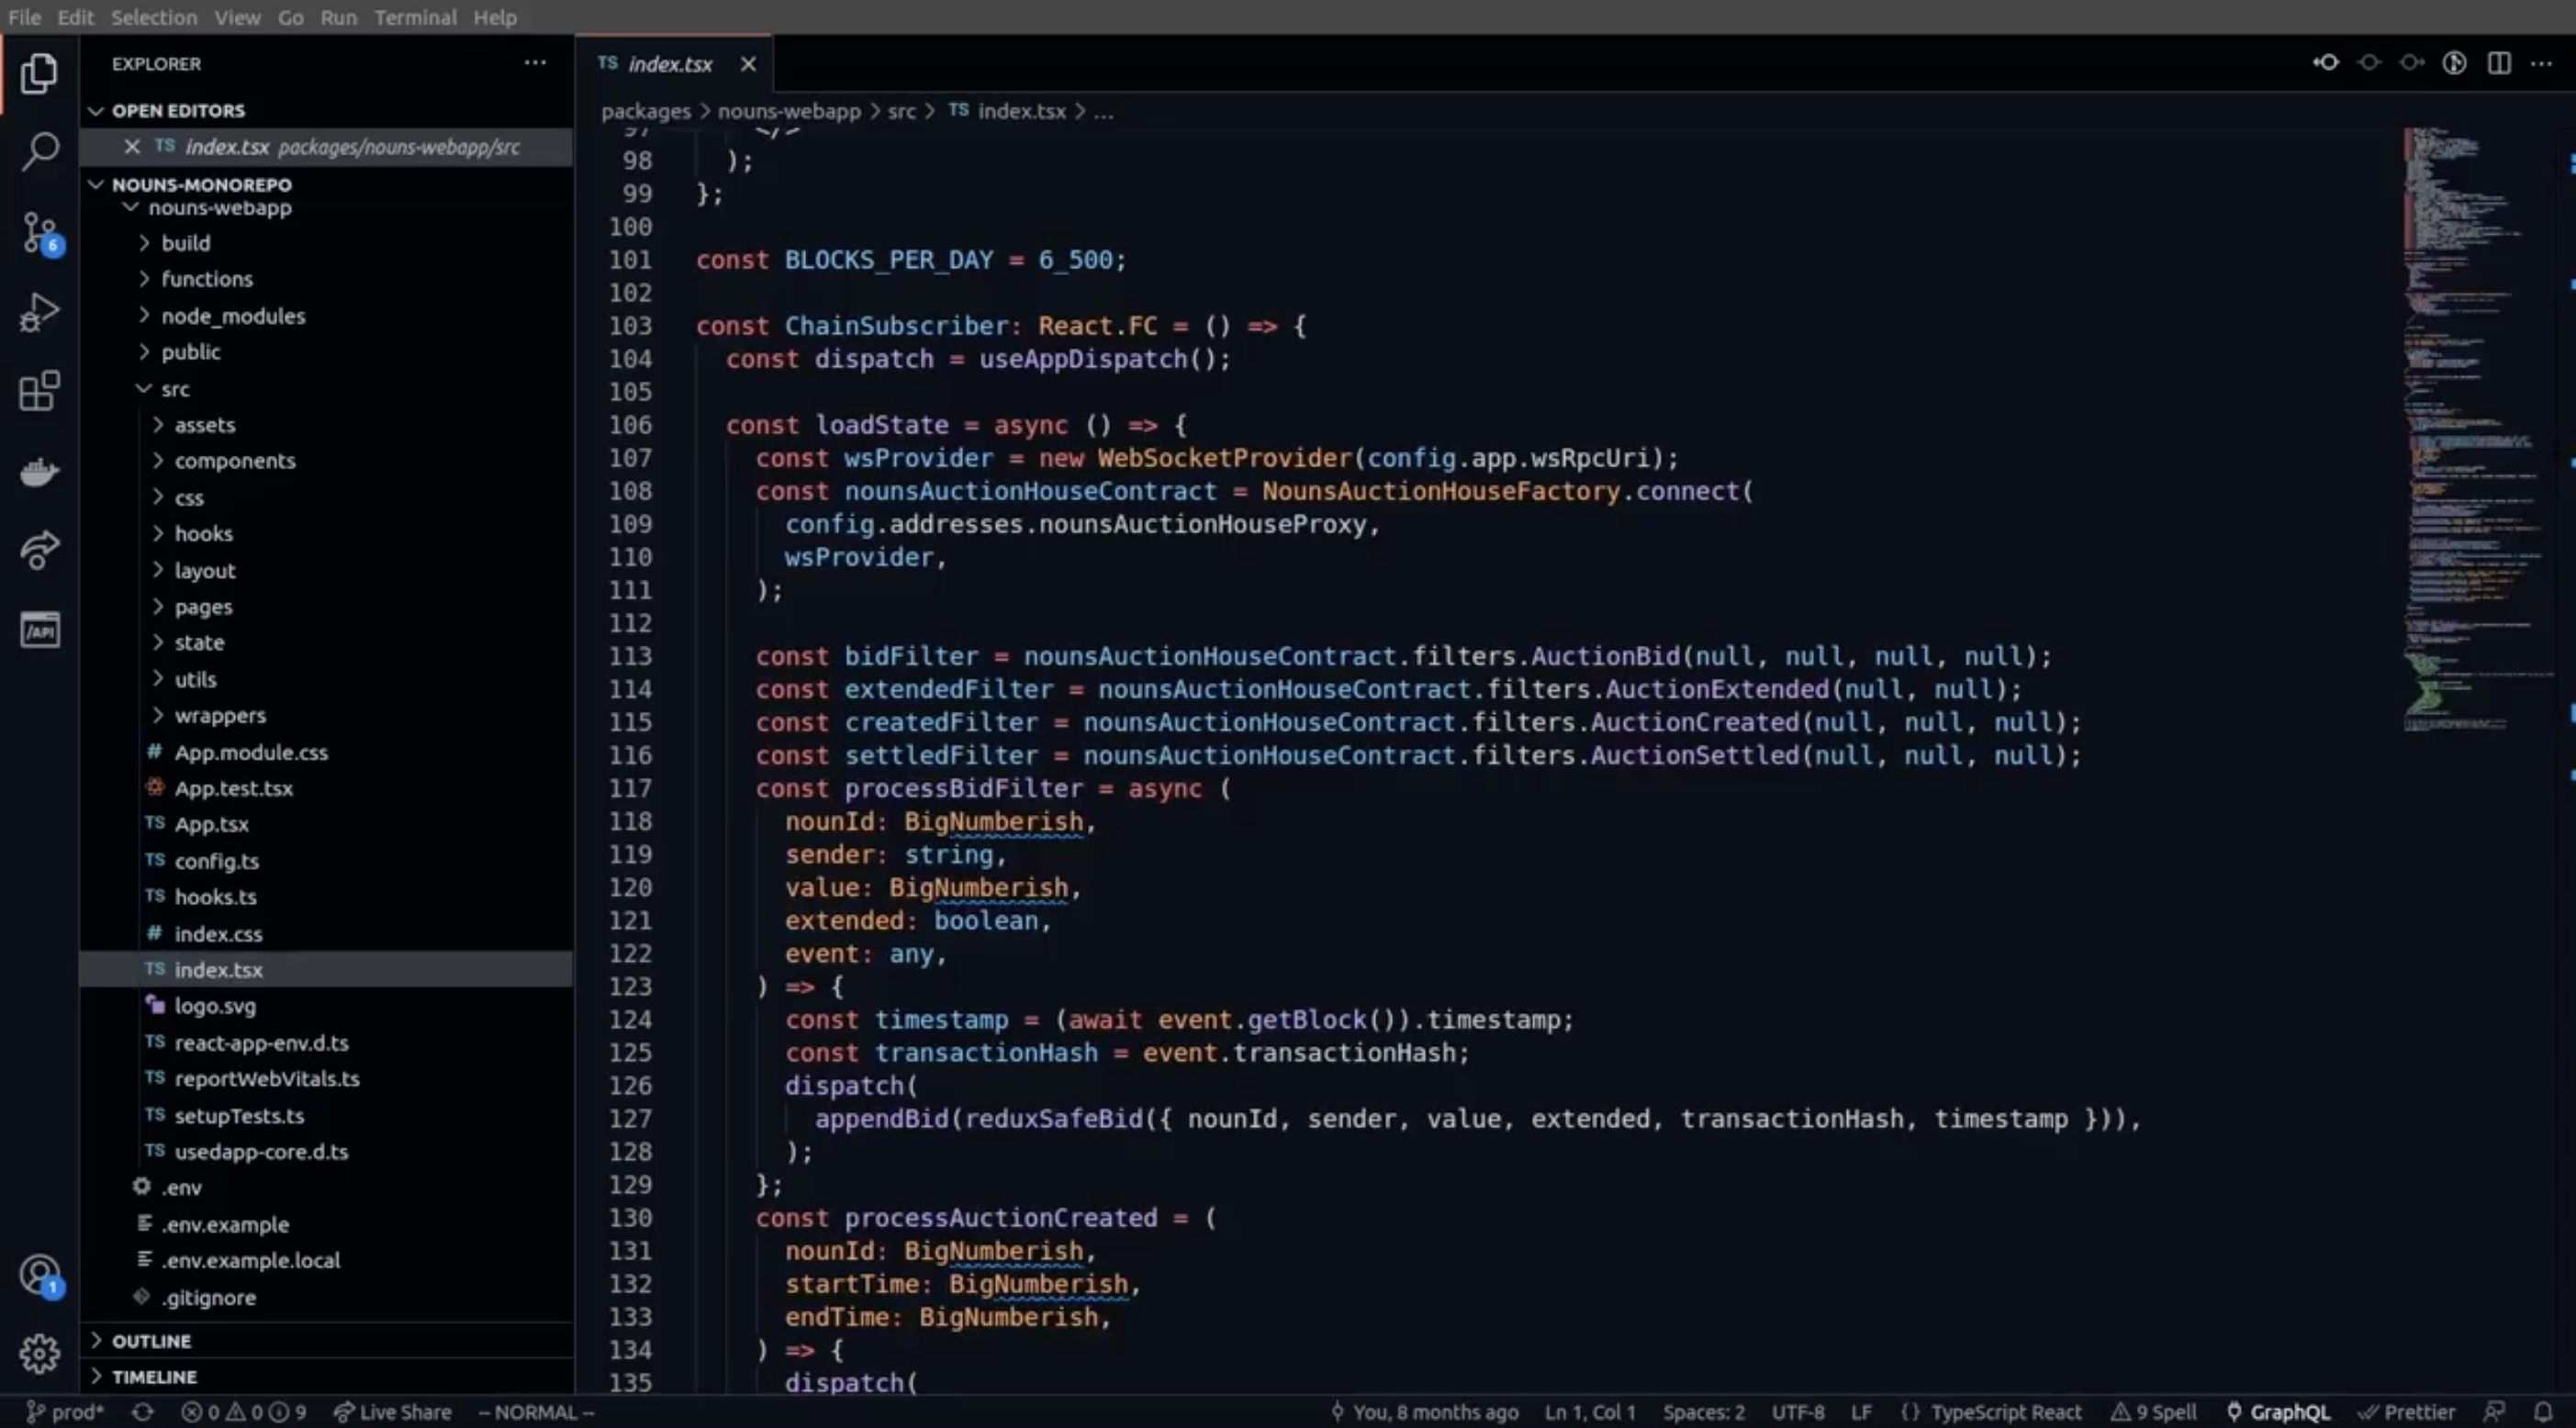 File Edit Selection View Go Run Terminal Help
EXPLORER
OPEN EDITORS
TS index.tsx packages/nouns-webapp/src
NOUNS-MONOREPO
nouns-webapp
build
functions
node_modules
public
src
assets
components
css
hooks
layout
pages
state
utils
wrappers
# App.module.css
App.test.tsx
TS App.tsx
TS config.ts
TS hooks.ts
# index.css
TS index.tsx
logo.svg
TS react-app-env.d.ts
TS reportWebVitals.ts
TS setupTests.ts
TS usedapp-core.d.ts
.env
.env.example
.env.example.local
.gitignore
OUTLINE
TIMELINE
6
/API
1
TS index.tsx
packages > nouns-webapp > src > TS index.tsx > ...
97 </>
98 );
99 };
100
101 const BLOCKS_PER_DAY = 6_500;
102
103 const ChainSubscriber: React.FC = () => {
104 const dispatch = useAppDispatch();
105
106 const loadState = async () => {
107 const wsProvider = new WebSocketProvider(config.app.wsRpcUri);
108 const nounsAuctionHouseContract = NounsAuctionHouseFactory.connect(
109 config.addresses.nounsAuctionHouseProxy,
110 wsProvider,
111 );
112
113 const bidFilter = nounsAuctionHouseContract.filters.AuctionBid(null, null, null, null);
114 const extendedFilter = nounsAuctionHouseContract.filters.AuctionExtended(null, null);
115 const createdFilter = nounsAuctionHouseContract.filters.AuctionCreated(null, null, null);
116 const settledFilter = nounsAuctionHouseContract.filters.AuctionSettled(null, null, null);
117 const processBidFilter = async (
118 nounId: BigNumberish,
119 sender: string,
120 value: BigNumberish,
121 extended: boolean,
122 event: any,
123 ) => {
124 const timestamp = (await event.getBlock()).timestamp;
125 const transactionHash = event.transactionHash;
126 dispatch(
127 appendBid(reduxSafeBid({ nounId, sender, value, extended, transactionHash, timestamp })),
128 );
129 };
130 const processAuctionCreated = (
131 nounId: BigNumberish,
132 startTime: BigNumberish,
133 endTime: BigNumberish,
134 ) => {
135 dispatch(
prod* 0 0 9 Live Share -- NORMAL -- You, 8 months ago Ln 1, Col 1 Spaces: 2 UTF-8 LF {} TypeScript React 9 Spell GraphQL Prettier